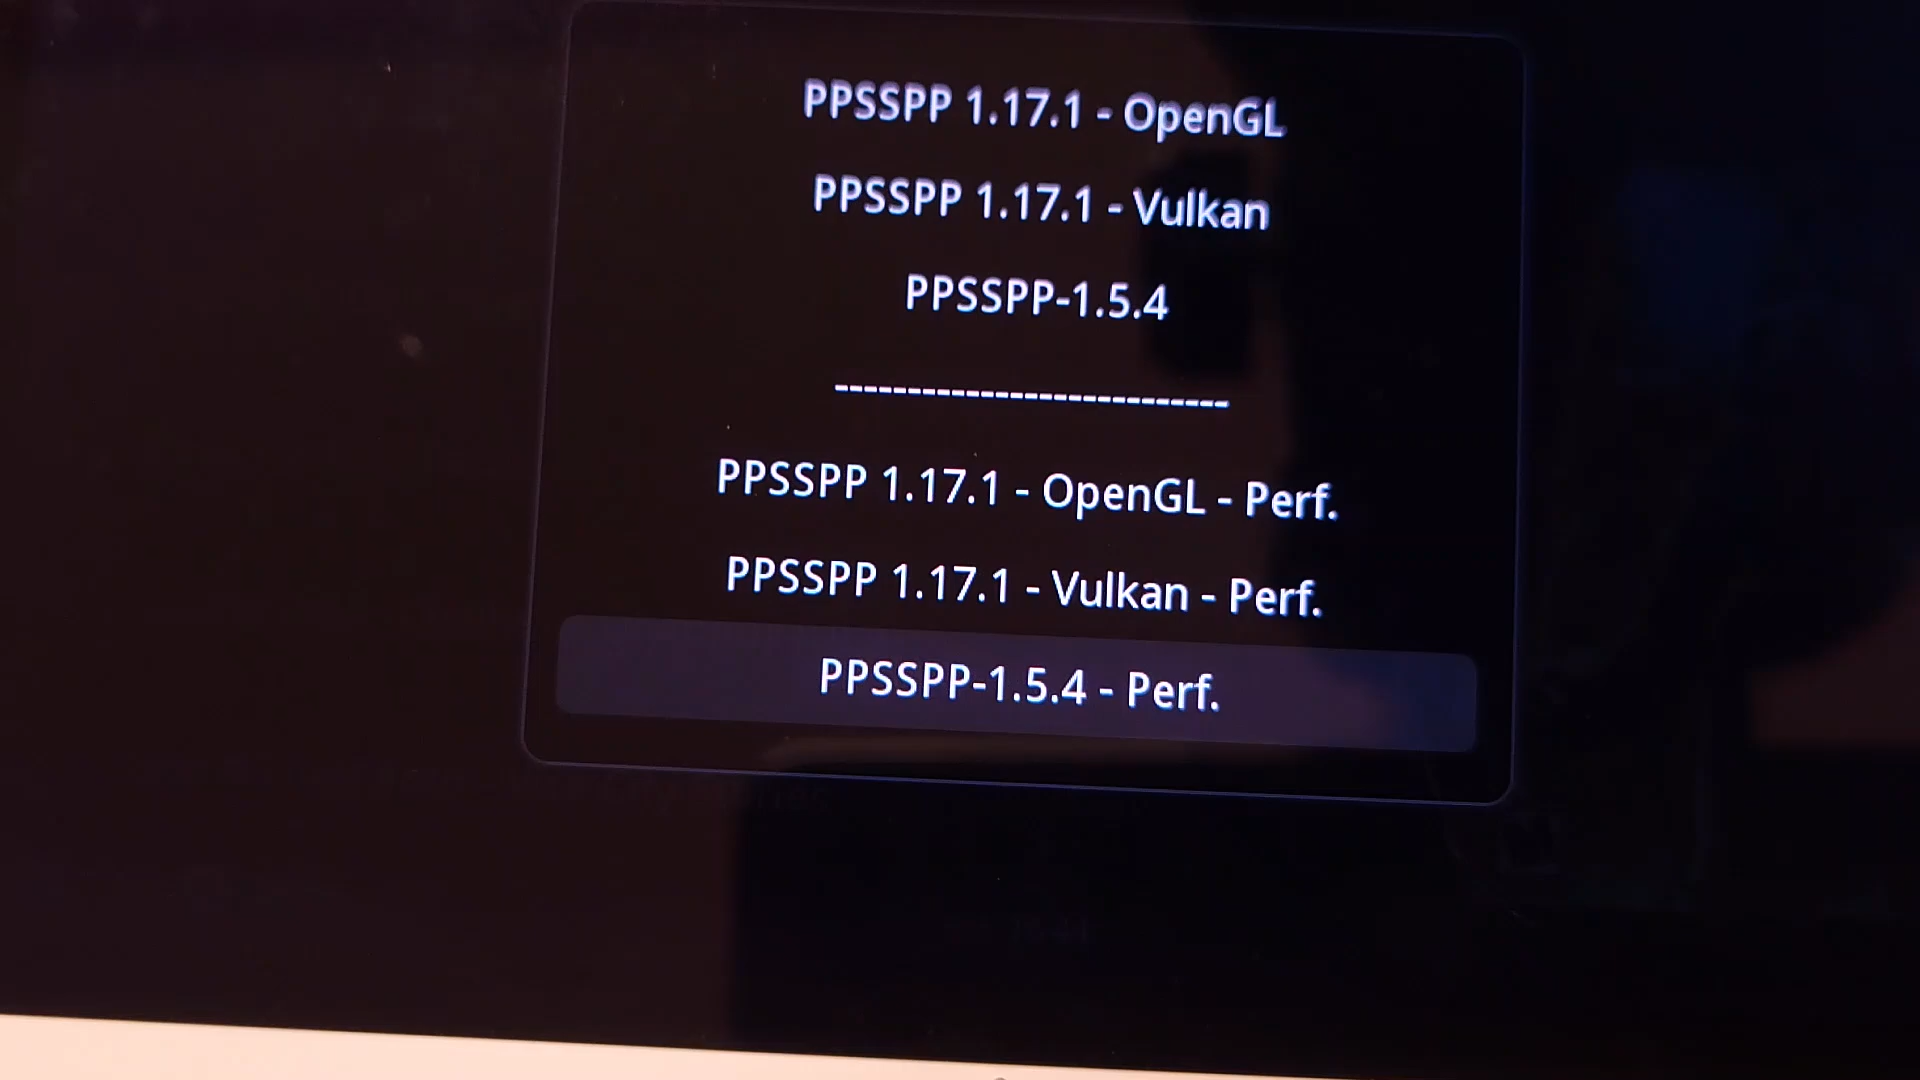 PPSSPP 1.17.1 - OpenGL
PPSSPP 1.17.1 - Vulkan
PPSSPP-1.5.4
---------------------------
PPSSPP 1.17.1 - OpenGL - Perf.
PPSSPP 1.17.1 - Vulkan - Perf.
PPSSPP-1.5.4 - Perf.